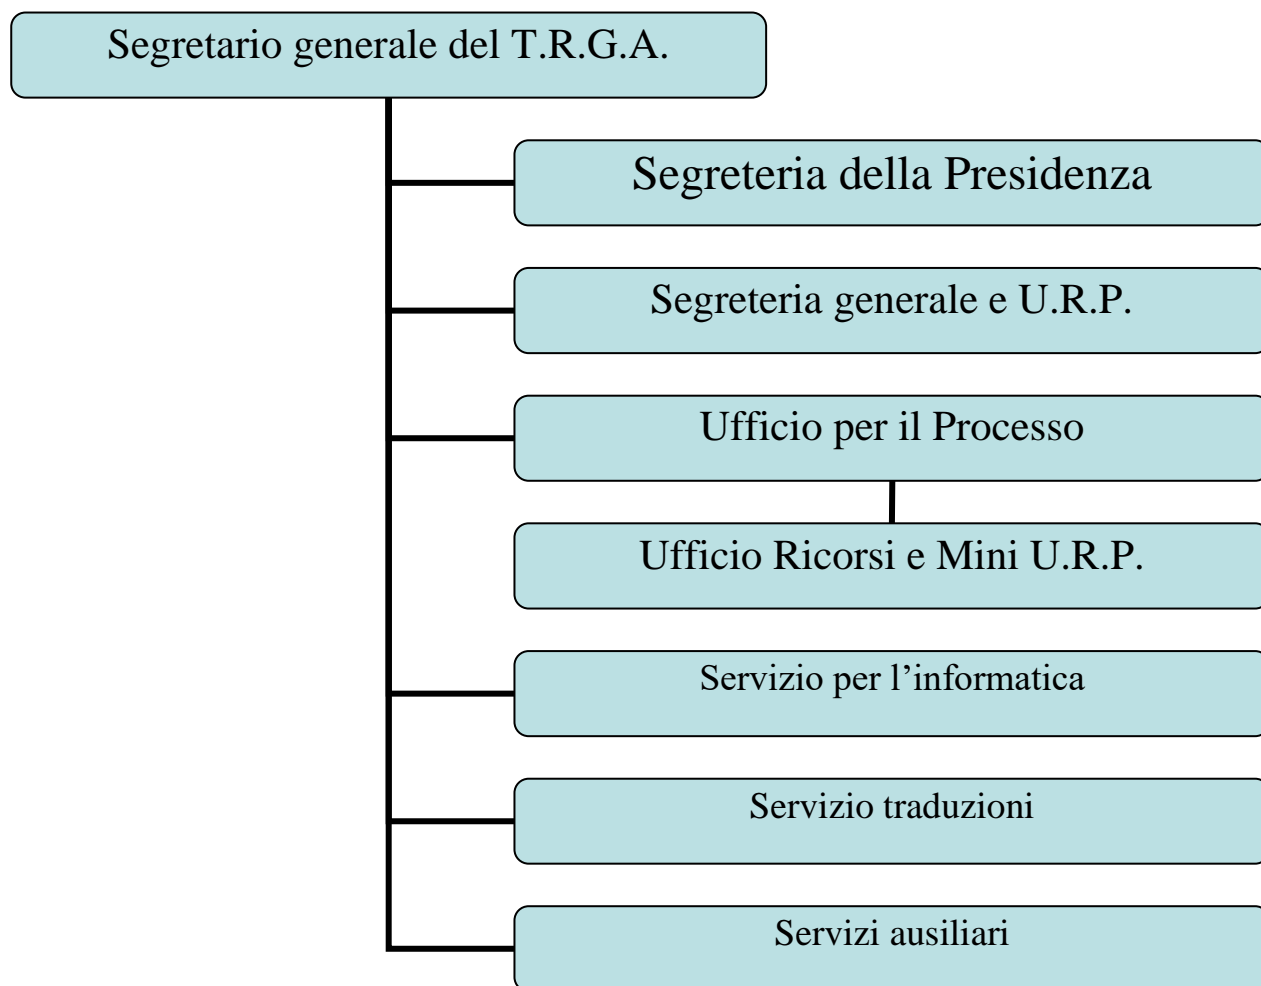 Segretario generale del T.R.G.A.
Segreteria della Presidenza
Segreteria generale e U.R.P.
Ufficio per il Processo
Ufficio Ricorsi e Mini U.R.P.
Servizio per l’informatica
Servizio traduzioni
Servizi ausiliari